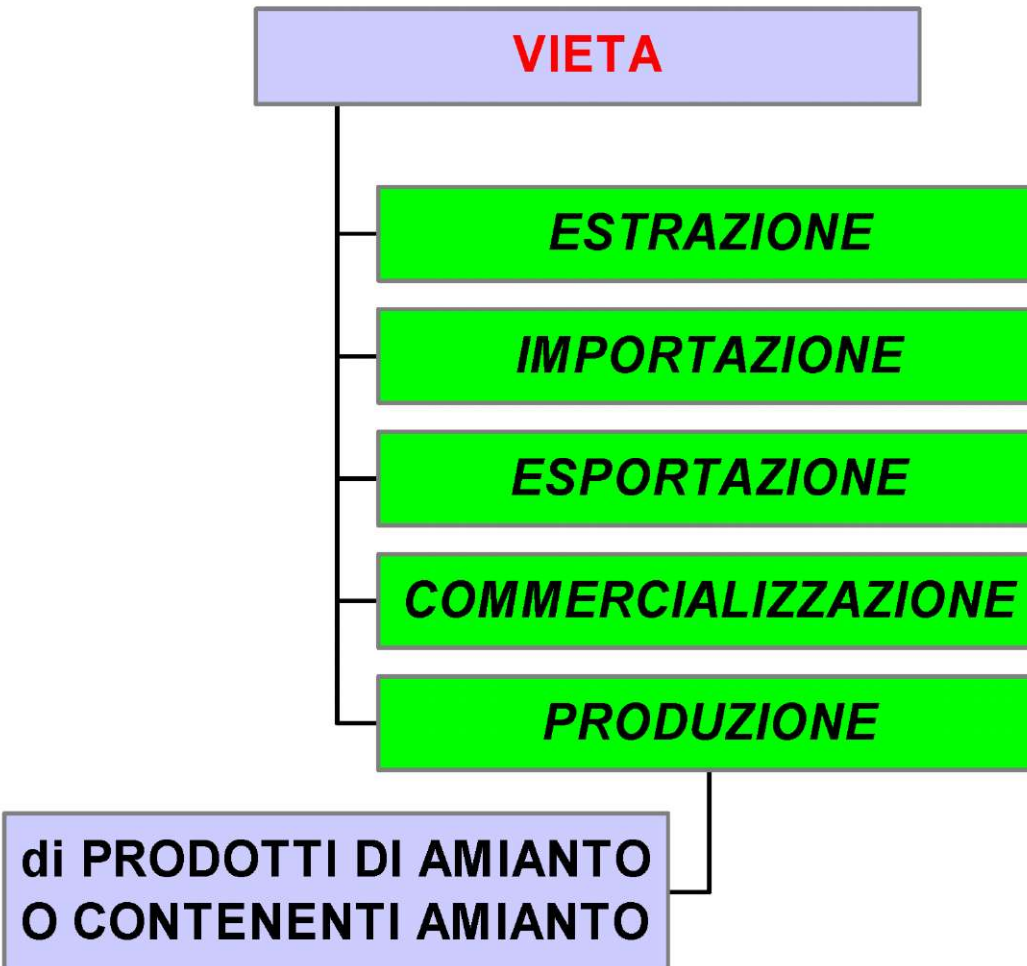 VIETA
ESTRAZIONE
IMPORTAZIONE
ESPORTAZIONE
COMMERCIALIZZAZIONE
PRODUZIONE
di PRODOTTI DI AMIANTO
O CONTENENTI AMIANTO